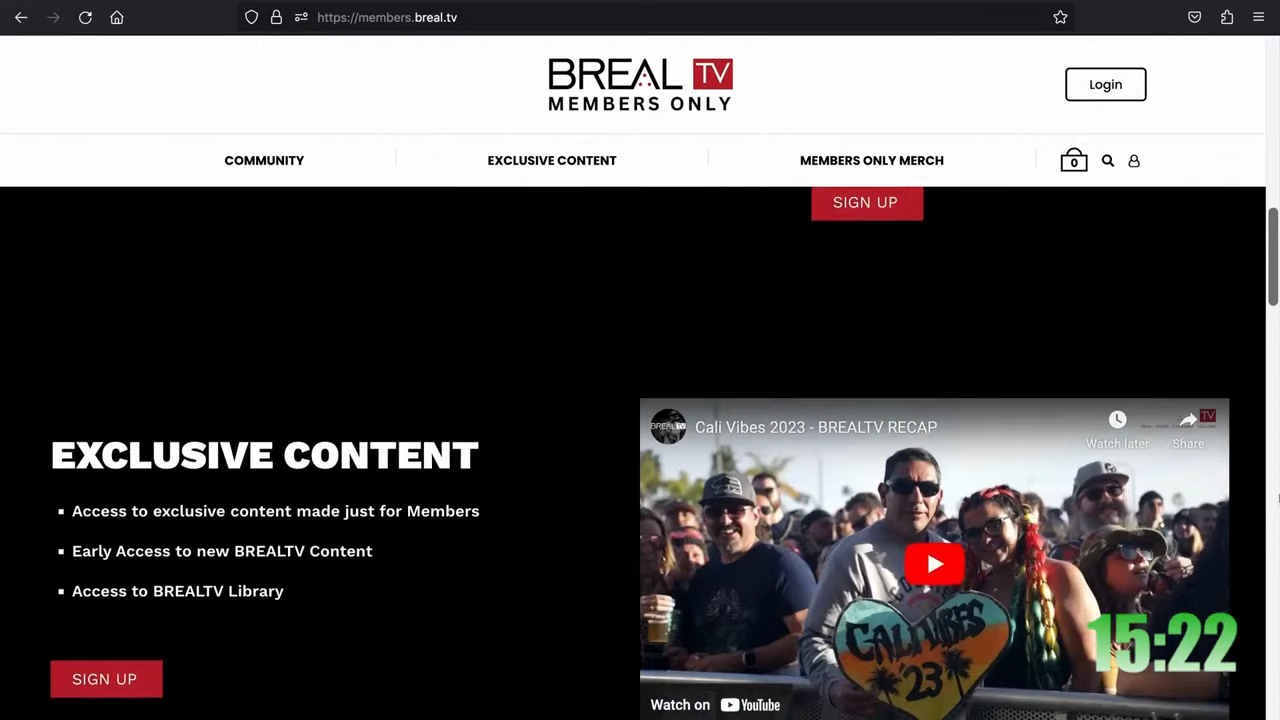 https://members.breal.tv
BREAL TV
MEMBERS ONLY
Login
COMMUNITY
EXCLUSIVE CONTENT
MEMBERS ONLY MERCH
0
SIGN UP
EXCLUSIVE CONTENT
Access to exclusive content made just for Members
Early Access to new BREALTV Content
Access to BREALTV Library
SIGN UP
BREALTV
Cali Vibes 2023 - BREALTV RECAP
TV
Watch later
Share
CALI VIBES
'23
15:22
Watch on YouTube